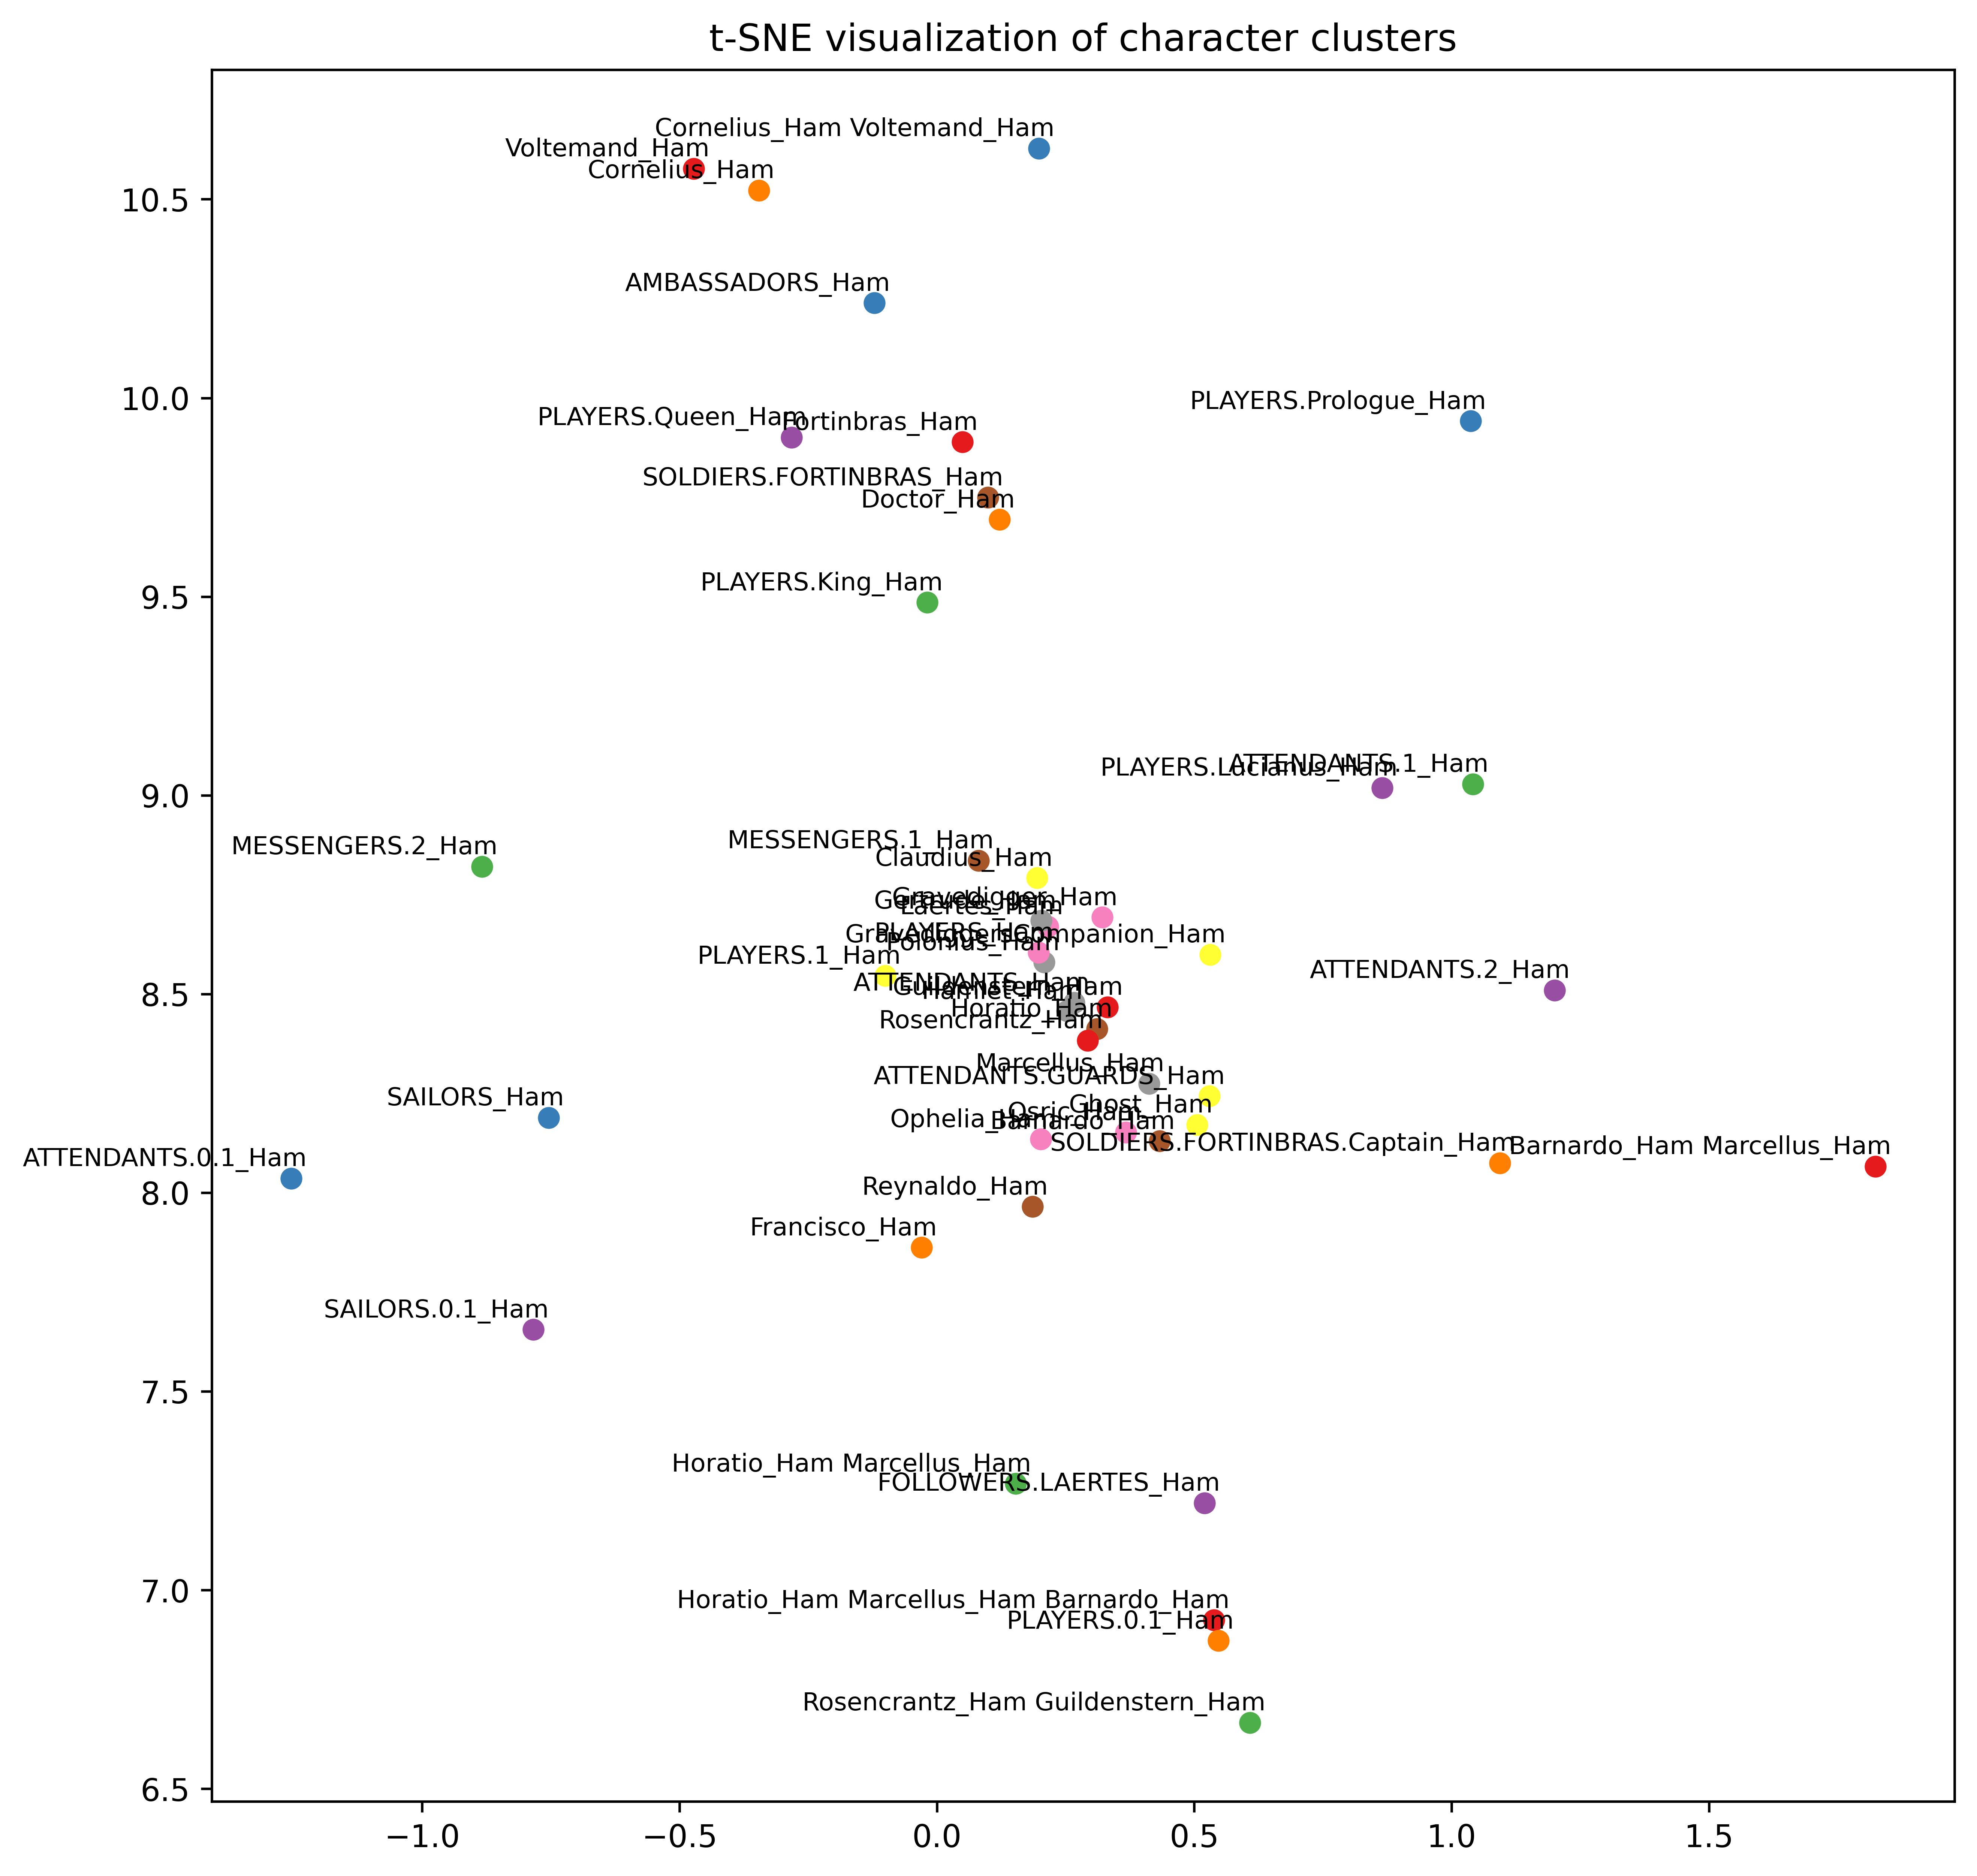 t-SNE visualization of character clusters
Cornelius_Ham Voltemand_Ham
Voltemand_Ham
Cornelius_Ham
10.5
AMBASSADORS_Ham
10.0
PLAYERS.Prologue_Ham
PLAYERS.Queen_Ham
Fortinbras_Ham
SOLDIERS.FORTINBRAS_Ham
Doctor_Ham
PLAYERS.King_Ham
9.5
9.0
PLAYERS.Lucianus_Ham
ATTENDANTS.1_Ham
MESSENGERS.1_Ham
MESSENGERS.2_Ham
Claudius_Ham
Gravedigger_Ham
Gertrude_Ham
Laertes_Ham
PLAYERS_Ham
GravediggersCompanion_Ham
Polonius_Ham
PLAYERS.1_Ham
ATTENDANTS.2_Ham
8.5
ATTENDANTS_Ham
Guildenstern_Ham
Hamlet_Ham
Horatio_Ham
Rosencrantz_Ham
Marcellus_Ham
ATTENDANTS.GUARDS_Ham
SAILORS_Ham
Ghost_Ham
Osric_Ham
Ophelia_Ham
Barnardo_Ham
SOLDIERS.FORTINBRAS.Captain_Ham
Barnardo_Ham Marcellus_Ham
ATTENDANTS.0.1_Ham
8.0
Reynaldo_Ham
Francisco_Ham
SAILORS.0.1_Ham
7.5
Horatio_Ham Marcellus_Ham
FOLLOWERS.LAERTES_Ham
7.0
Horatio_Ham Marcellus_Ham Barnardo_Ham
PLAYERS.0.1_Ham
Rosencrantz_Ham Guildenstern_Ham
6.5
−1.0 −0.5 0.0 0.5 1.0 1.5